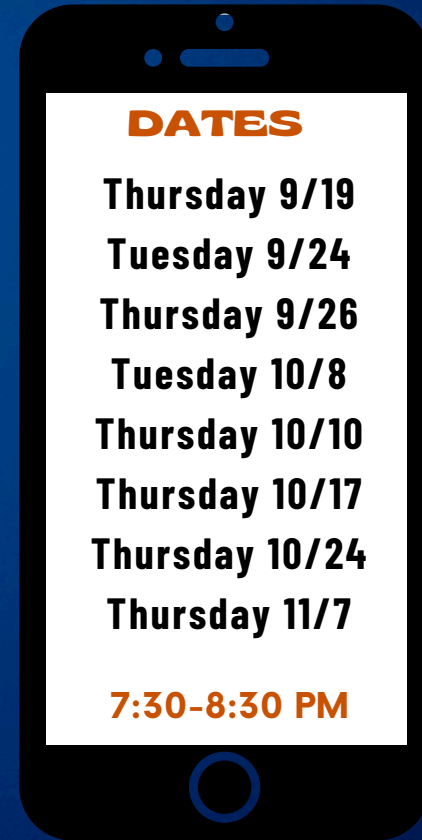 DATES
Thursday 9/19
Tuesday 9/24
Thursday 9/26
Tuesday 10/8
Thursday 10/10
Thursday 10/17
Thursday 10/24
Thursday 11/7
7:30-8:30 PM